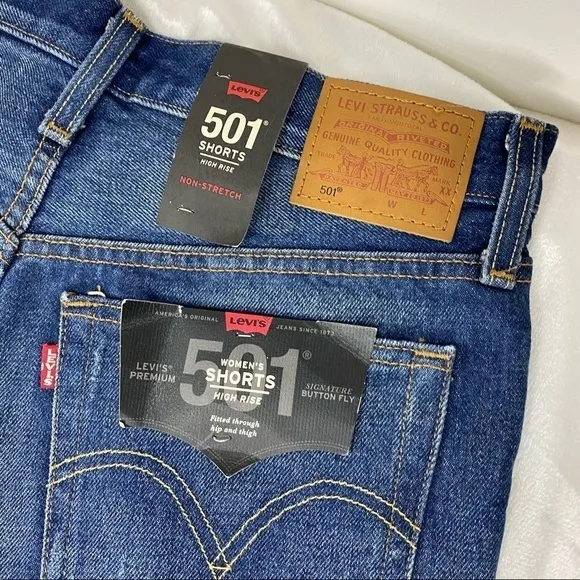 Levi's
501®
SHORTS
HIGH RISE
NON-STRETCH
LEVI STRAUSS & CO.
ORIGINAL RIVETED
GENUINE QUALITY CLOTHING
TRADE MARK
XX
501® W L
AMERICA'S ORIGINAL Levi's JEANS SINCE 1873
501®
LEVI'S PREMIUM
WOMEN'S
SHORTS
HIGH RISE
SIGNATURE
BUTTON FLY
Fitted through
hip and thigh
LEVI'S